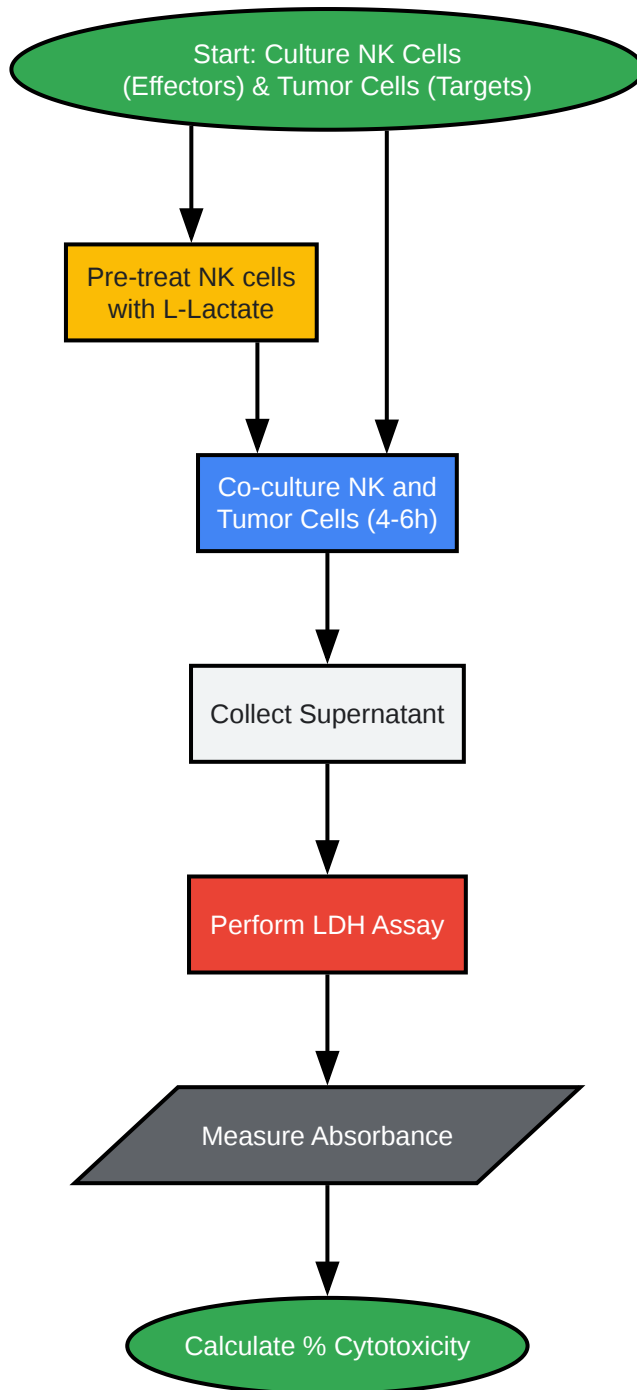 Start: Culture NK Cells
(Effectors) & Tumor Cells (Targets)
Pre-treat NK cells
with L-Lactate
Co-culture NK and
Tumor Cells (4-6h)
Collect Supernatant
Perform LDH Assay
Measure Absorbance
Calculate % Cytotoxicity